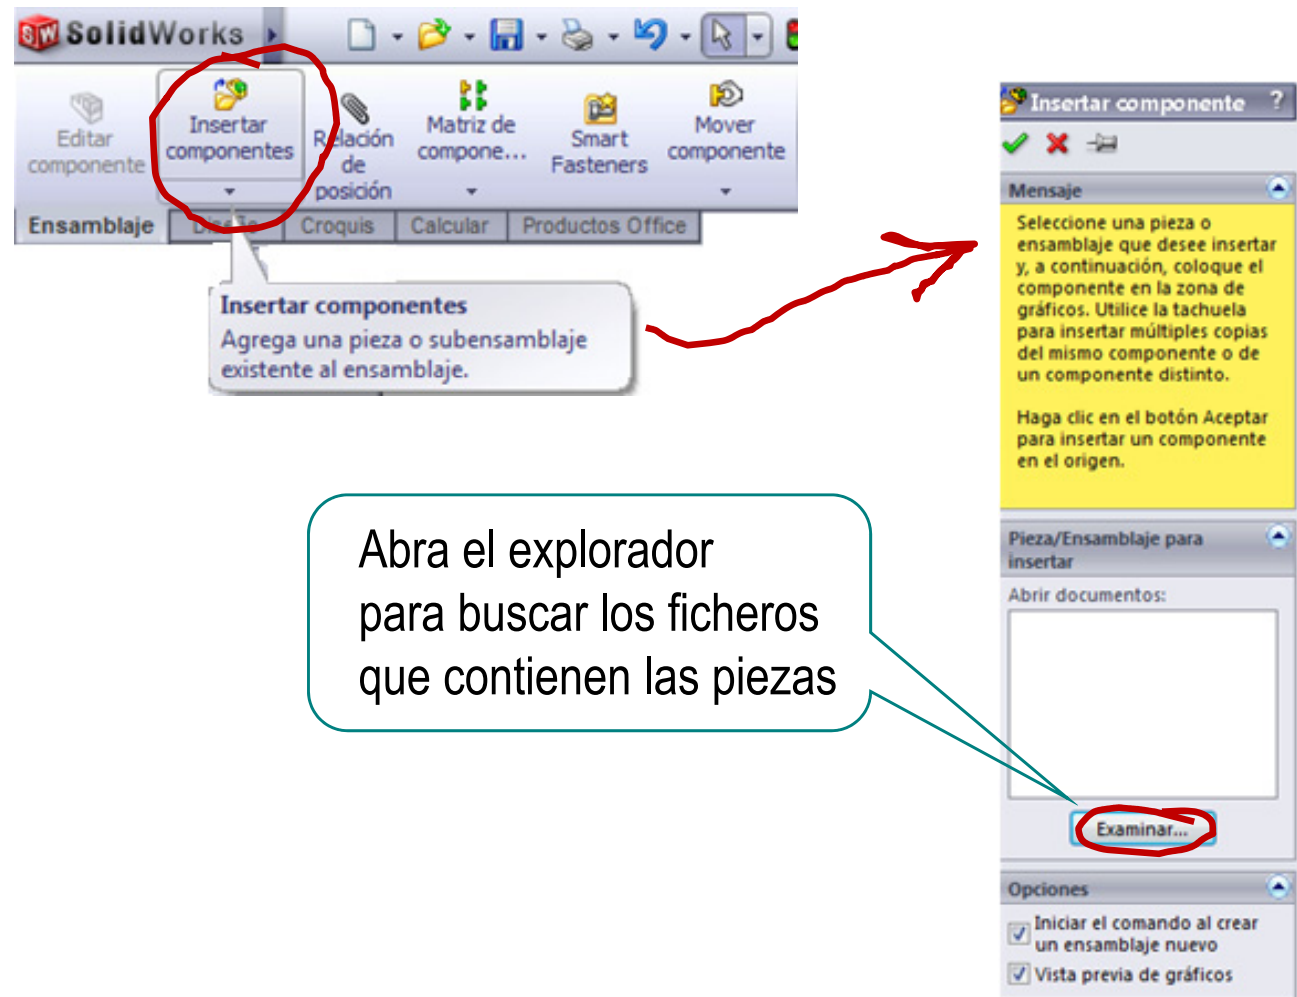 SolidWorks
Editar
componente
Insertar
componentes
Relación
de
posición
Matriz de
compone...
Smart
Fasteners
Mover
componente
Ensamblaje
Diseño
Croquis
Calcular
Productos Office
Insertar componentes
Agrega una pieza o subensamblaje
existente al ensamblaje.
Insertar componente ?
Mensaje
Seleccione una pieza o
ensamblaje que desee insertar
y, a continuación, coloque el
componente en la zona de
gráficos. Utilice la tachuela
para insertar múltiples copias
del mismo componente o de
un componente distinto.
Haga clic en el botón Aceptar
para insertar un componente
en el origen.
Abra el explorador
para buscar los ficheros
que contienen las piezas
Pieza/Ensamblaje para
insertar
Abrir documentos:
Examinar...
Opciones
Iniciar el comando al crear
un ensamblaje nuevo
Vista previa de gráficos